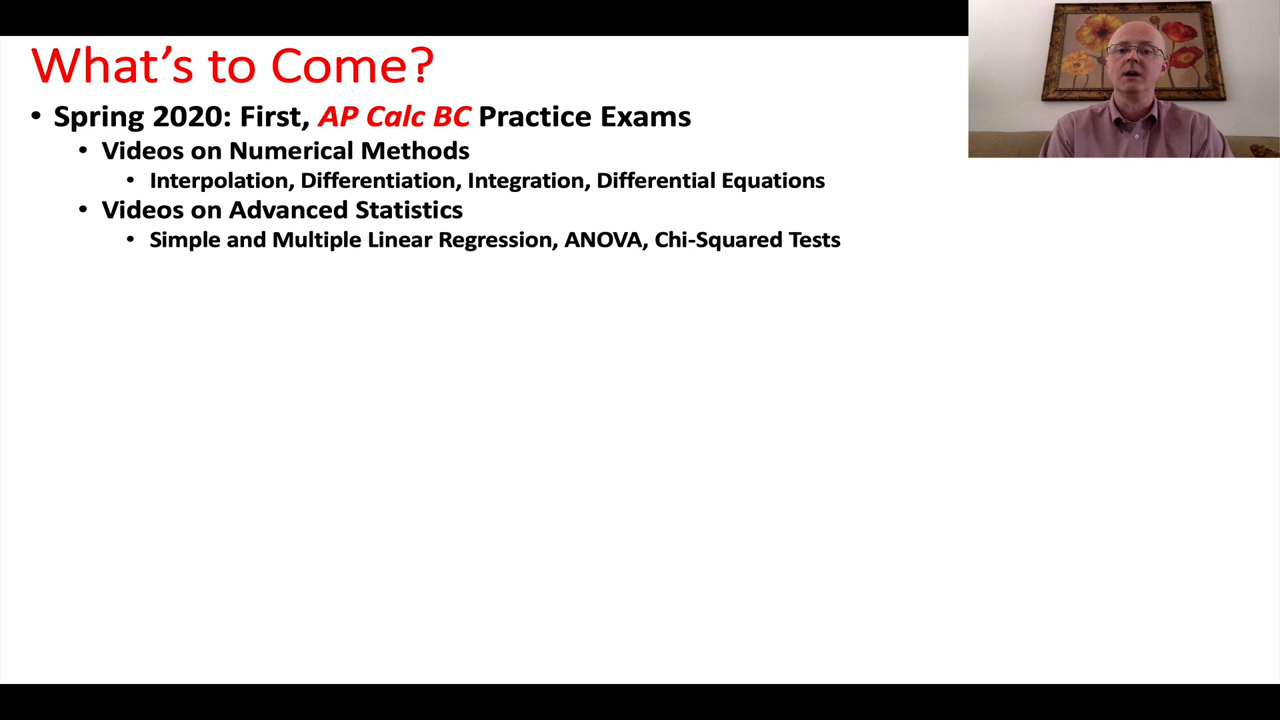 What’s to Come?
• Spring 2020: First, AP Calc BC Practice Exams
• Videos on Numerical Methods
• Interpolation, Differentiation, Integration, Differential Equations
• Videos on Advanced Statistics
• Simple and Multiple Linear Regression, ANOVA, Chi-Squared Tests